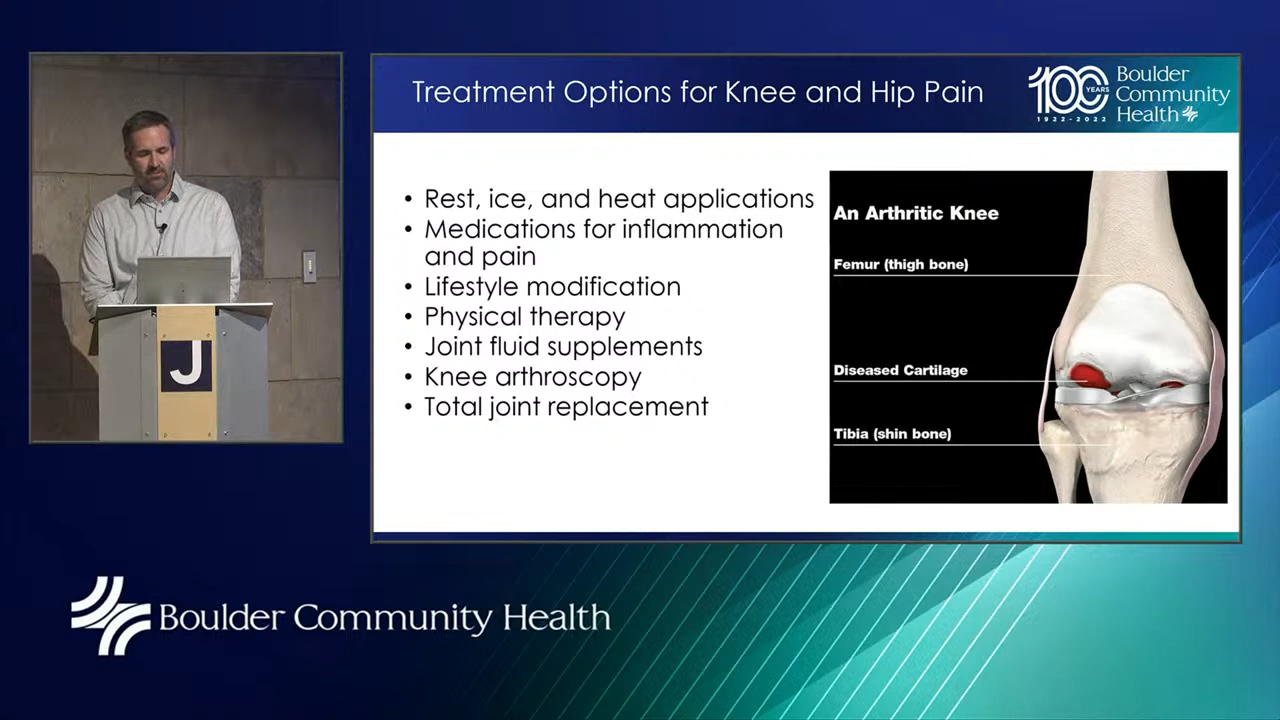 Treatment Options for Knee and Hip Pain
100
YEARS
1922-2022
Boulder
Community
Health
• Rest, ice, and heat applications
• Medications for inflammation
and pain
• Lifestyle modification
• Physical therapy
• Joint fluid supplements
• Knee arthroscopy
• Total joint replacement
An Arthritic Knee
Femur (thigh bone)
Diseased Cartilage
Tibia (shin bone)
J
Boulder Community Health